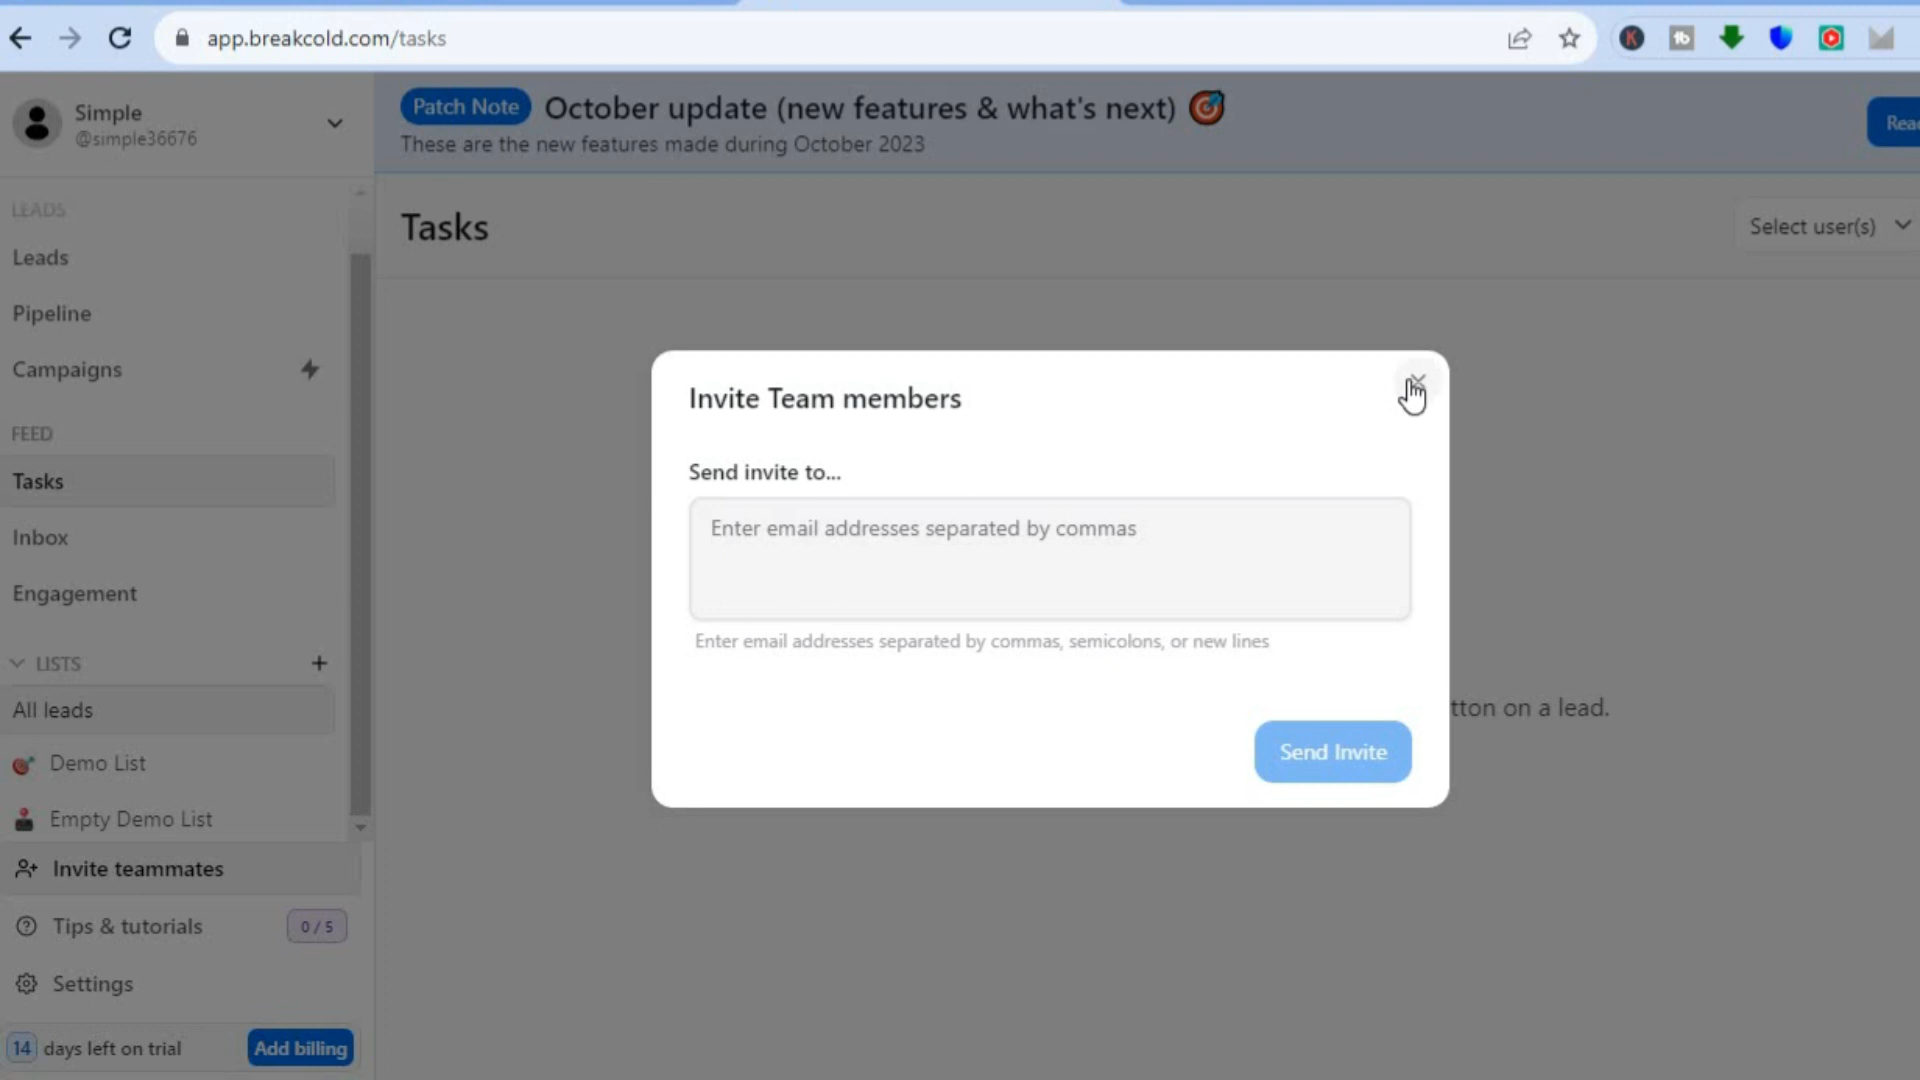 app.breakcold.com/tasks
Simple
@simple36676
Patch Note
October update (new features & what's next)
These are the new features made during October 2023
LEADS
Leads
Pipeline
Campaigns
FEED
Tasks
Inbox
Engagement
LISTS
All leads
Demo List
Empty Demo List
Invite teammates
Tips & tutorials
0 / 5
Settings
14 days left on trial
Add billing
Tasks
Select user(s)
Invite Team members
Send invite to...
Enter email addresses separated by commas
Enter email addresses separated by commas, semicolons, or new lines
Send Invite
on a lead.